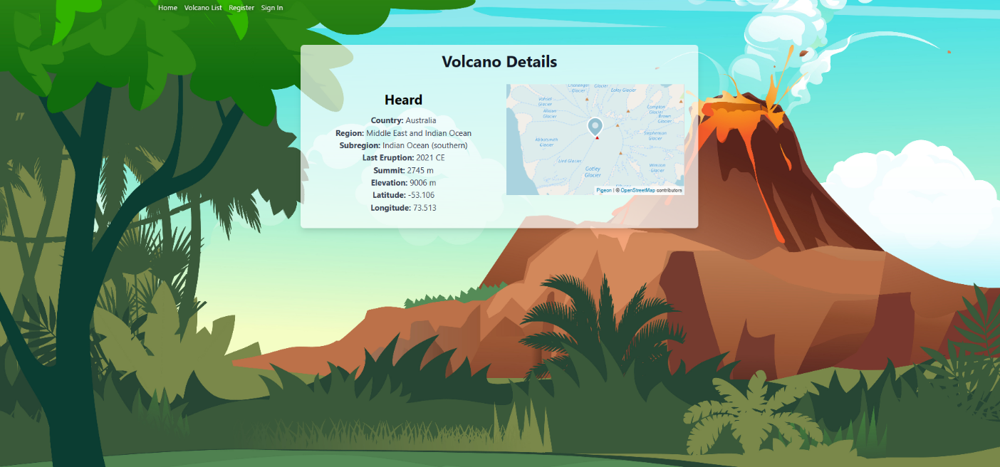 Home Volcano List Register Sign In
Volcano Details
Heard
Country: Australia
Region: Middle East and Indian Ocean
Subregion: Indian Ocean (southern)
Last Eruption: 2021 CE
Summit: 2745 m
Elevation: 9006 m
Latitude: -53.106
Longitude: 73.513
Challenger
Glacier
Glacier
Ealey Glacier
Vahsel
Glacier
Allison
Glacier
Compton
Glacier
Brown
Glacier
Abbotsmith
Glacier
Stephenson
Glacier
Lied Glacier
Gotley
Glacier
Winston
Glacier
Pigeon | © OpenStreetMap contributors